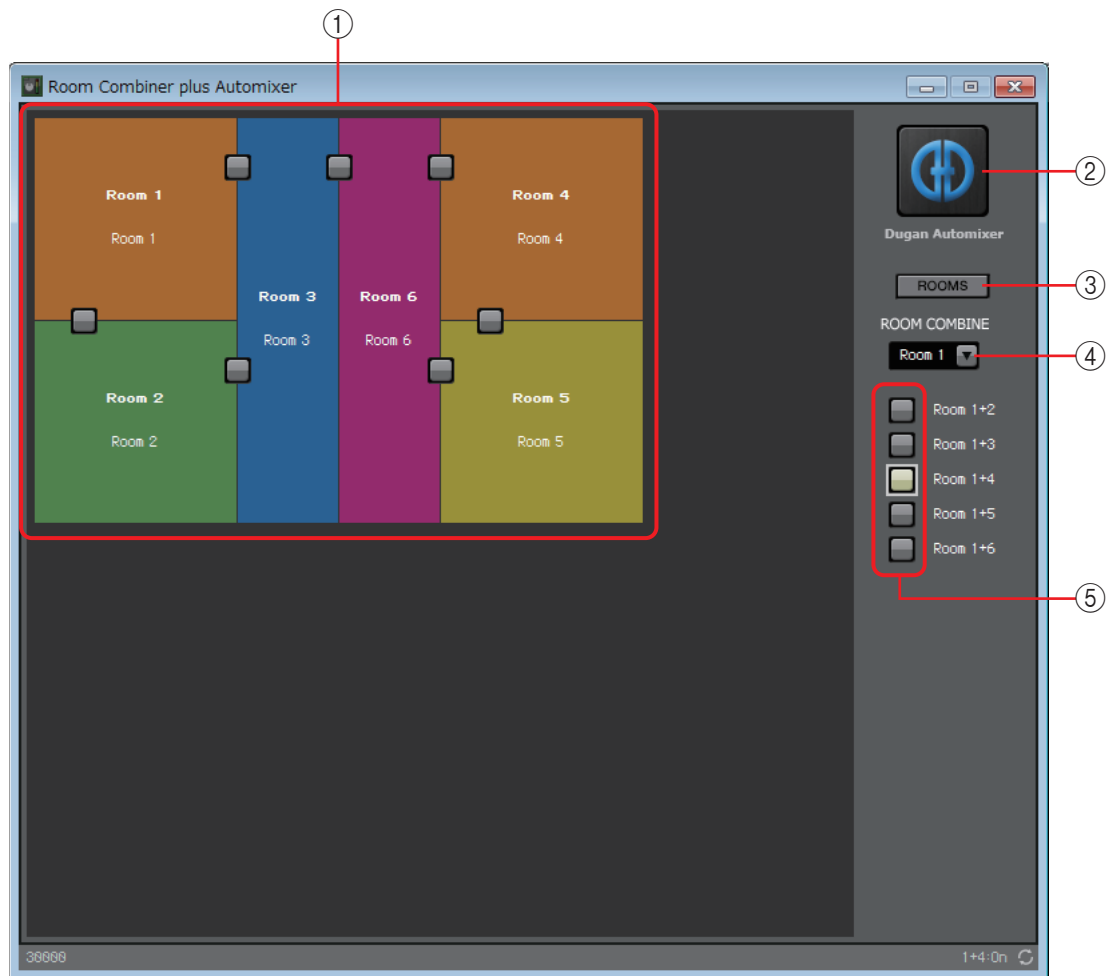 ①
Room Combiner plus Automixer
Room 1
Room 1
Room 2
Room 2
Room 3
Room 3
Room 6
Room 6
Room 4
Room 4
Room 5
Room 5
②
Dugan Automixer
③
ROOMS
ROOM COMBINE
④
Room 1
Room 1+2
Room 1+3
Room 1+4
Room 1+5
Room 1+6
⑤
30000
1+4:On